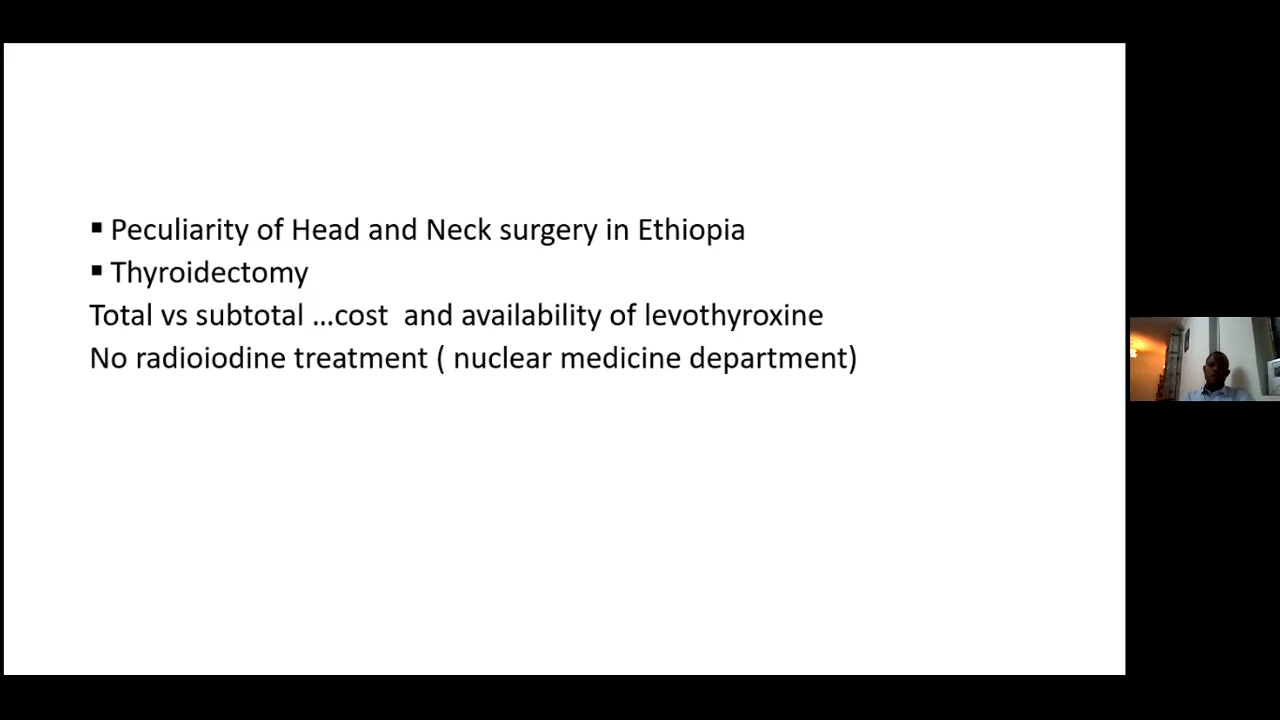 ▪ Peculiarity of Head and Neck surgery in Ethiopia
▪ Thyroidectomy
Total vs subtotal ...cost and availability of levothyroxine
No radioiodine treatment ( nuclear medicine department)